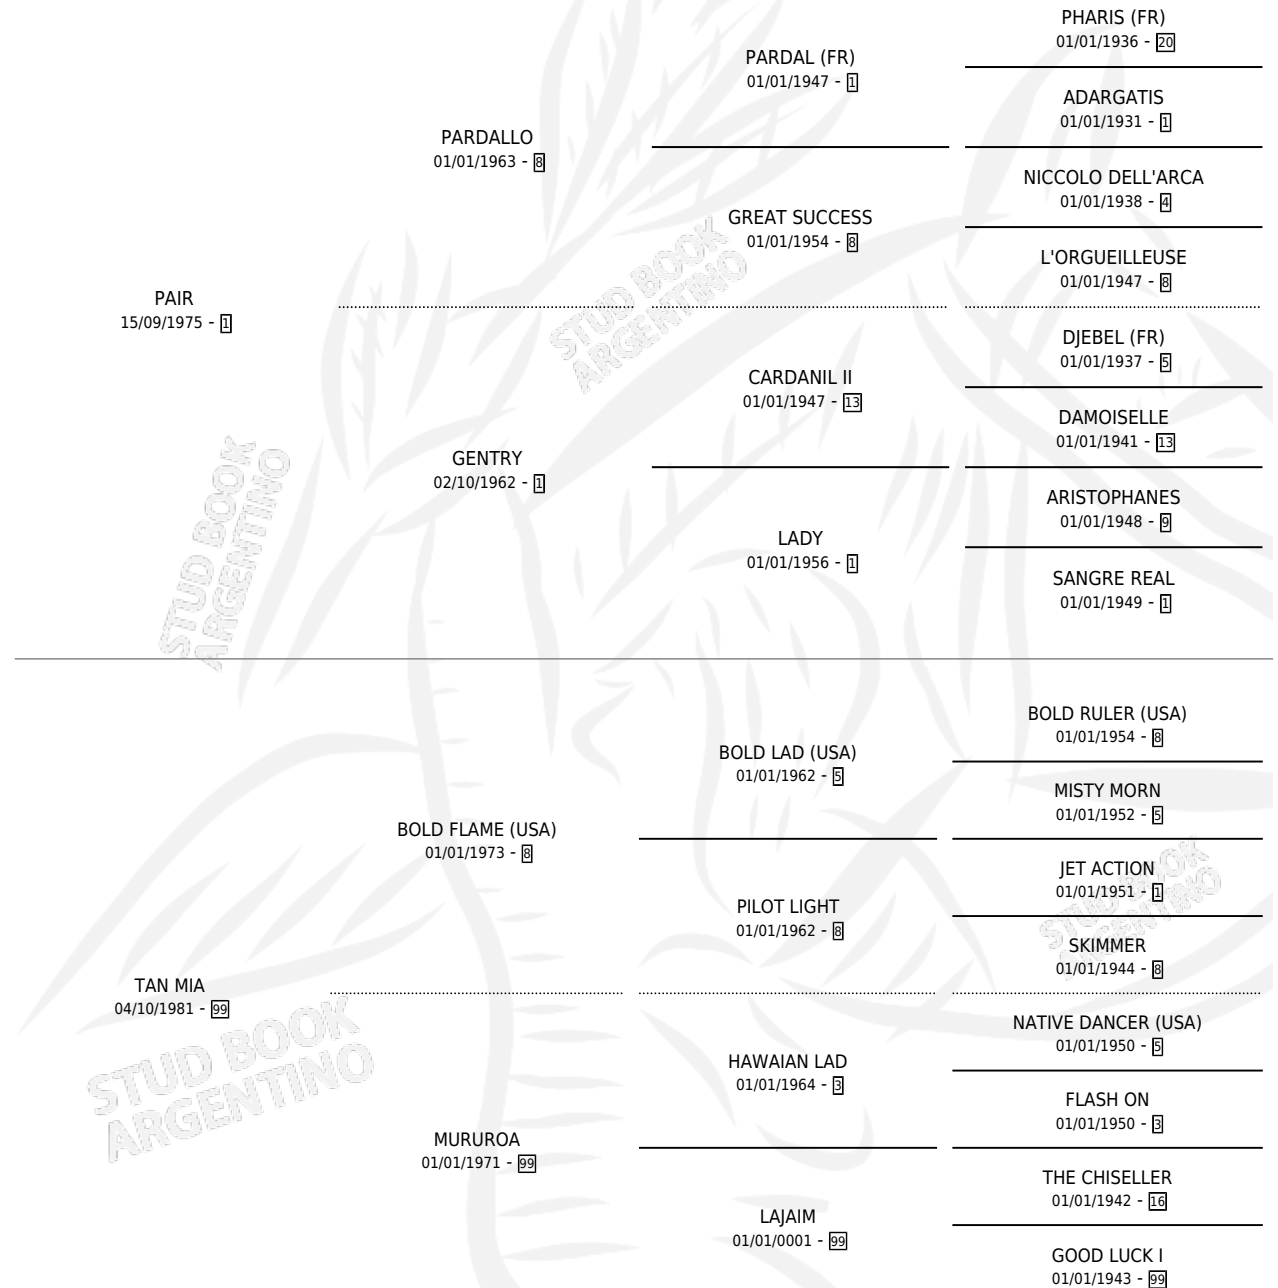 PHARIS (FR)
01/01/1936 - 20
PARDAL (FR)
01/01/1947 - 1
ADARGATIS
01/01/1931 - 1
PARDALLO
01/01/1963 - 8
NICCOLO DELL'ARCA
01/01/1938 - 4
GREAT SUCCESS
01/01/1954 - 8
L'ORGUEILLEUSE
01/01/1947 - 8
PAIR
15/09/1975 - 1
DJEBEL (FR)
01/01/1937 - 5
CARDANIL II
01/01/1947 - 13
DAMOISELLE
01/01/1941 - 13
GENTRY
02/10/1962 - 1
ARISTOPHANES
01/01/1948 - 9
LADY
01/01/1956 - 1
SANGRE REAL
01/01/1949 - 1
STUD BOOK
ARGENTINO
STUD BOOK
ARGENTINO
BOLD RULER (USA)
01/01/1954 - 8
BOLD LAD (USA)
01/01/1962 - 5
MISTY MORN
01/01/1952 - 5
BOLD FLAME (USA)
01/01/1973 - 8
JET ACTION
01/01/1951 - 1
PILOT LIGHT
01/01/1962 - 8
SKIMMER
01/01/1944 - 8
TAN MIA
04/10/1981 - 99
NATIVE DANCER (USA)
01/01/1950 - 5
HAWAIAN LAD
01/01/1964 - 3
FLASH ON
01/01/1950 - 3
MURUROA
01/01/1971 - 99
THE CHISELLER
01/01/1942 - 16
LAJAIM
01/01/0001 - 99
GOOD LUCK I
01/01/1943 - 99
STUD BOOK
ARGENTINO
STUD BOOK
ARGENTINO